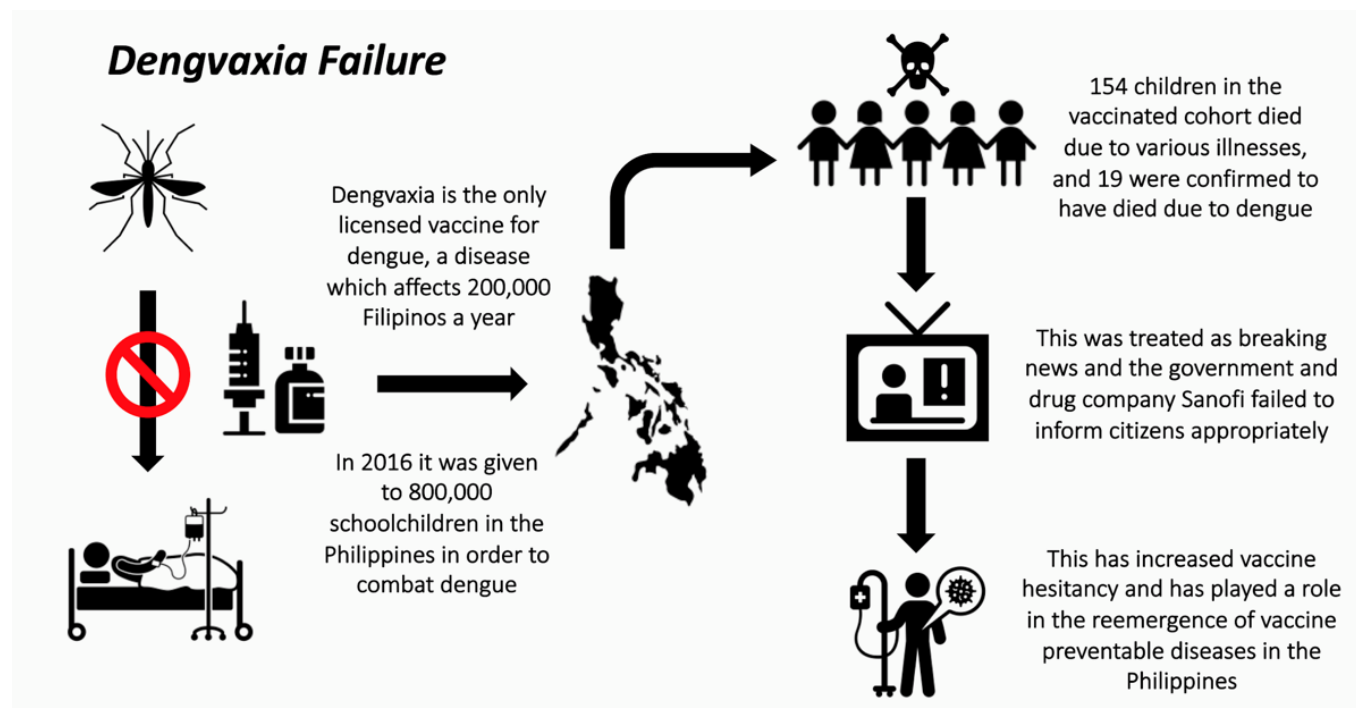 Dengvaxia Failure
Dengvaxia is the only
licensed vaccine for
dengue, a disease
which affects 200,000
Filipinos a year
In 2016 it was given
to 800,000
schoolchildren in the
Philippines in order to
combat dengue
154 children in the
vaccinated cohort died
due to various illnesses,
and 19 were confirmed to
have died due to dengue
This was treated as breaking
news and the government and
drug company Sanofi failed to
inform citizens appropriately
This has increased vaccine
hesitancy and has played a role
in the reemergence of vaccine
preventable diseases in the
Philippines